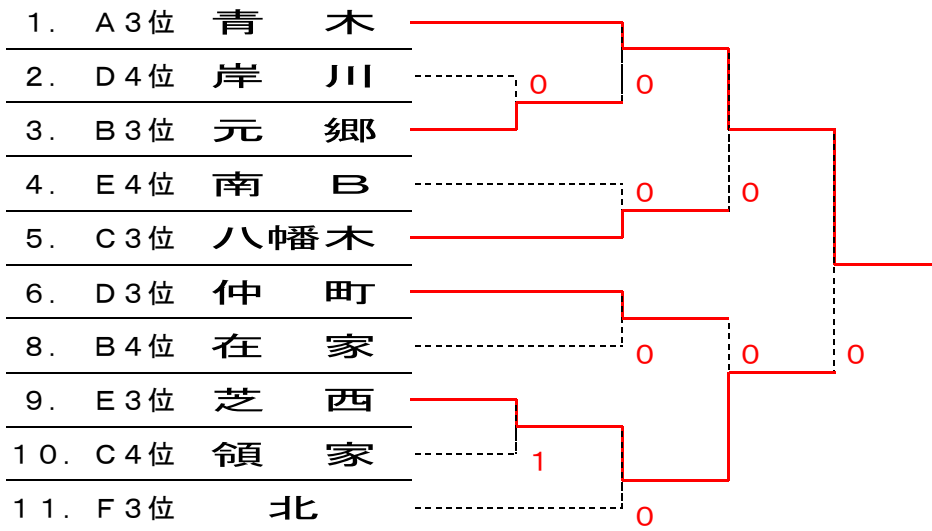 1. A3位 青木
2. D4位 岸川
0 0
3. B3位 元郷
4. E4位 南B
0 0
5. C3位 八幡木
6. D3位 仲町
8. B4位 在家
0 0 0
9. E3位 芝西
10. C4位 領家
1
11. F3位 北
0